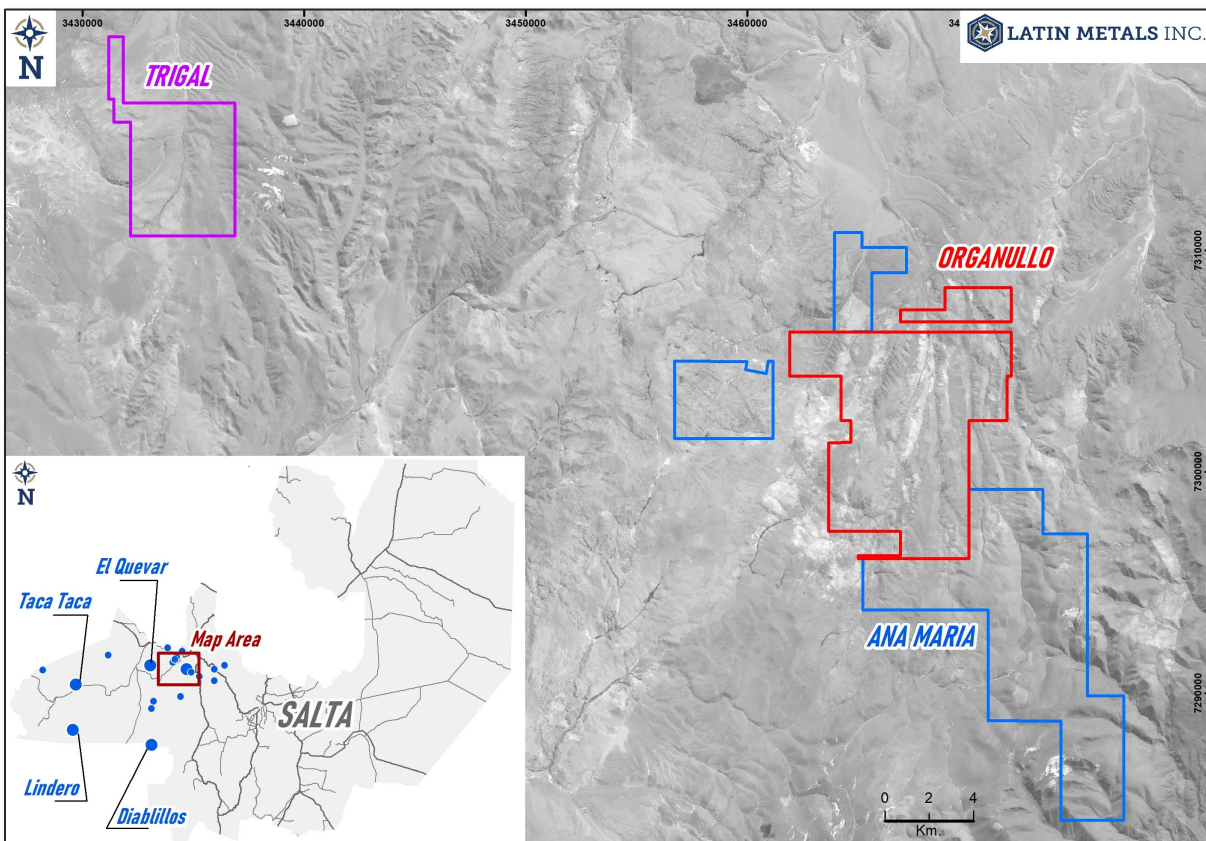 3430000
3440000
3450000
3460000
N
LATIN METALS INC.
TRIGAL
7310000
ORGANULLO
7300000
N
El Quevar
Taca Taca
Map Area
ANA MARIA
SALTA
7290000
Lindero
Diablillos
0 2 4
Km.